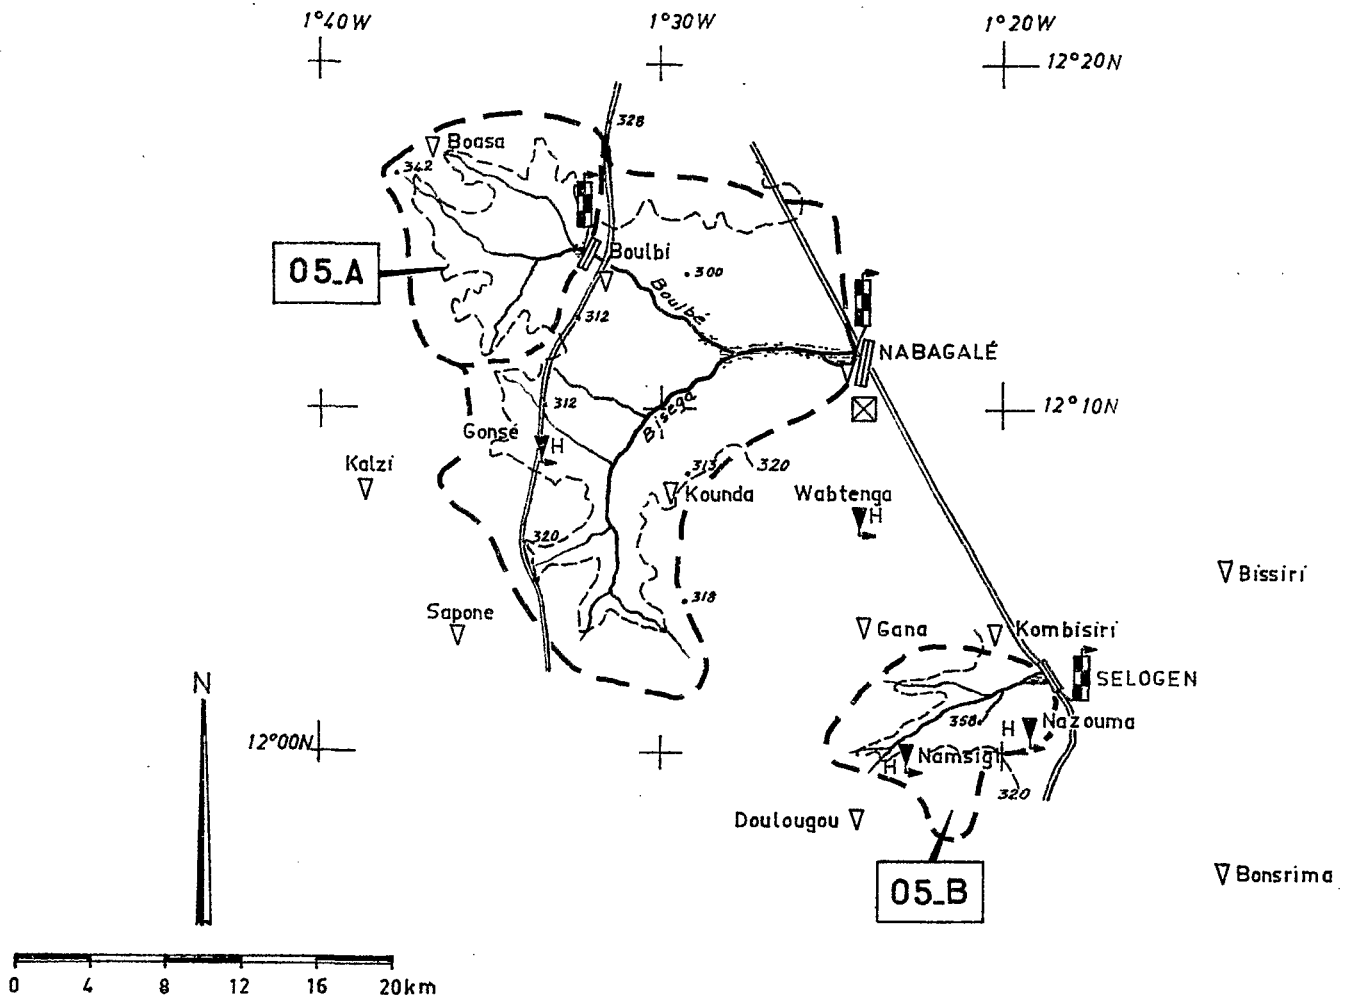 1°40W 1°30W 1°20W
12°20N
328
Boasa
342
05_A
Boulbi
300
Boulbé
312
NABAGALÉ
312
Bisega
12°10N
Gonsé
H
Kalzi
313
320
Kounda
Wabtenga
H
320
Bissiri
318
Sapone
Gana
Kombisiri
N
SELOGEN
358
Nazouma
H
12°00N
Namsigi
H
320
Doulougou
05_B
Bonsrima
0 4 8 12 16 20km